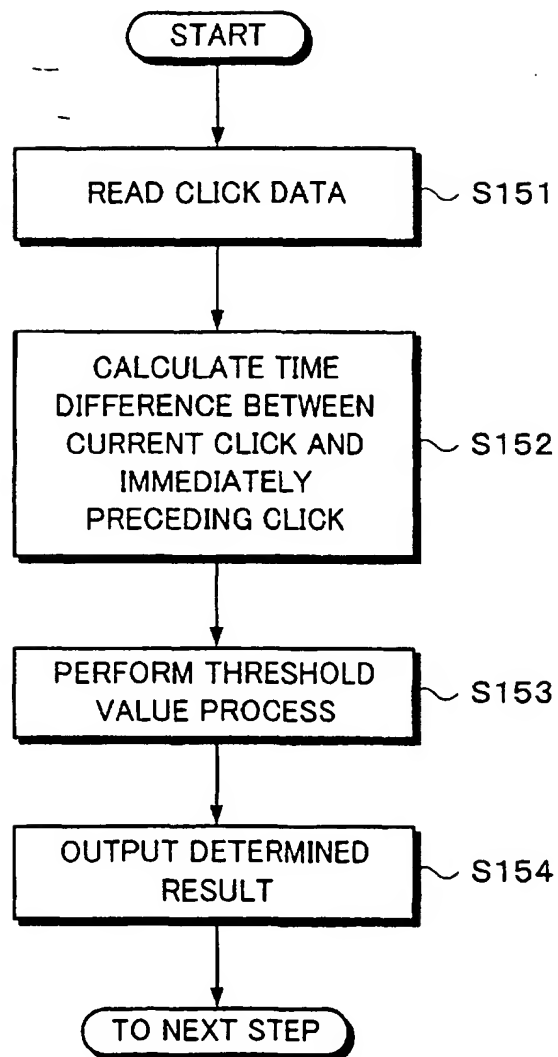 START
READ CLICK DATA
S151
CALCULATE TIME
DIFFERENCE BETWEEN
CURRENT CLICK AND
IMMEDIATELY
PRECEDING CLICK
S152
PERFORM THRESHOLD
VALUE PROCESS
S153
OUTPUT DETERMINED
RESULT
S154
TO NEXT STEP